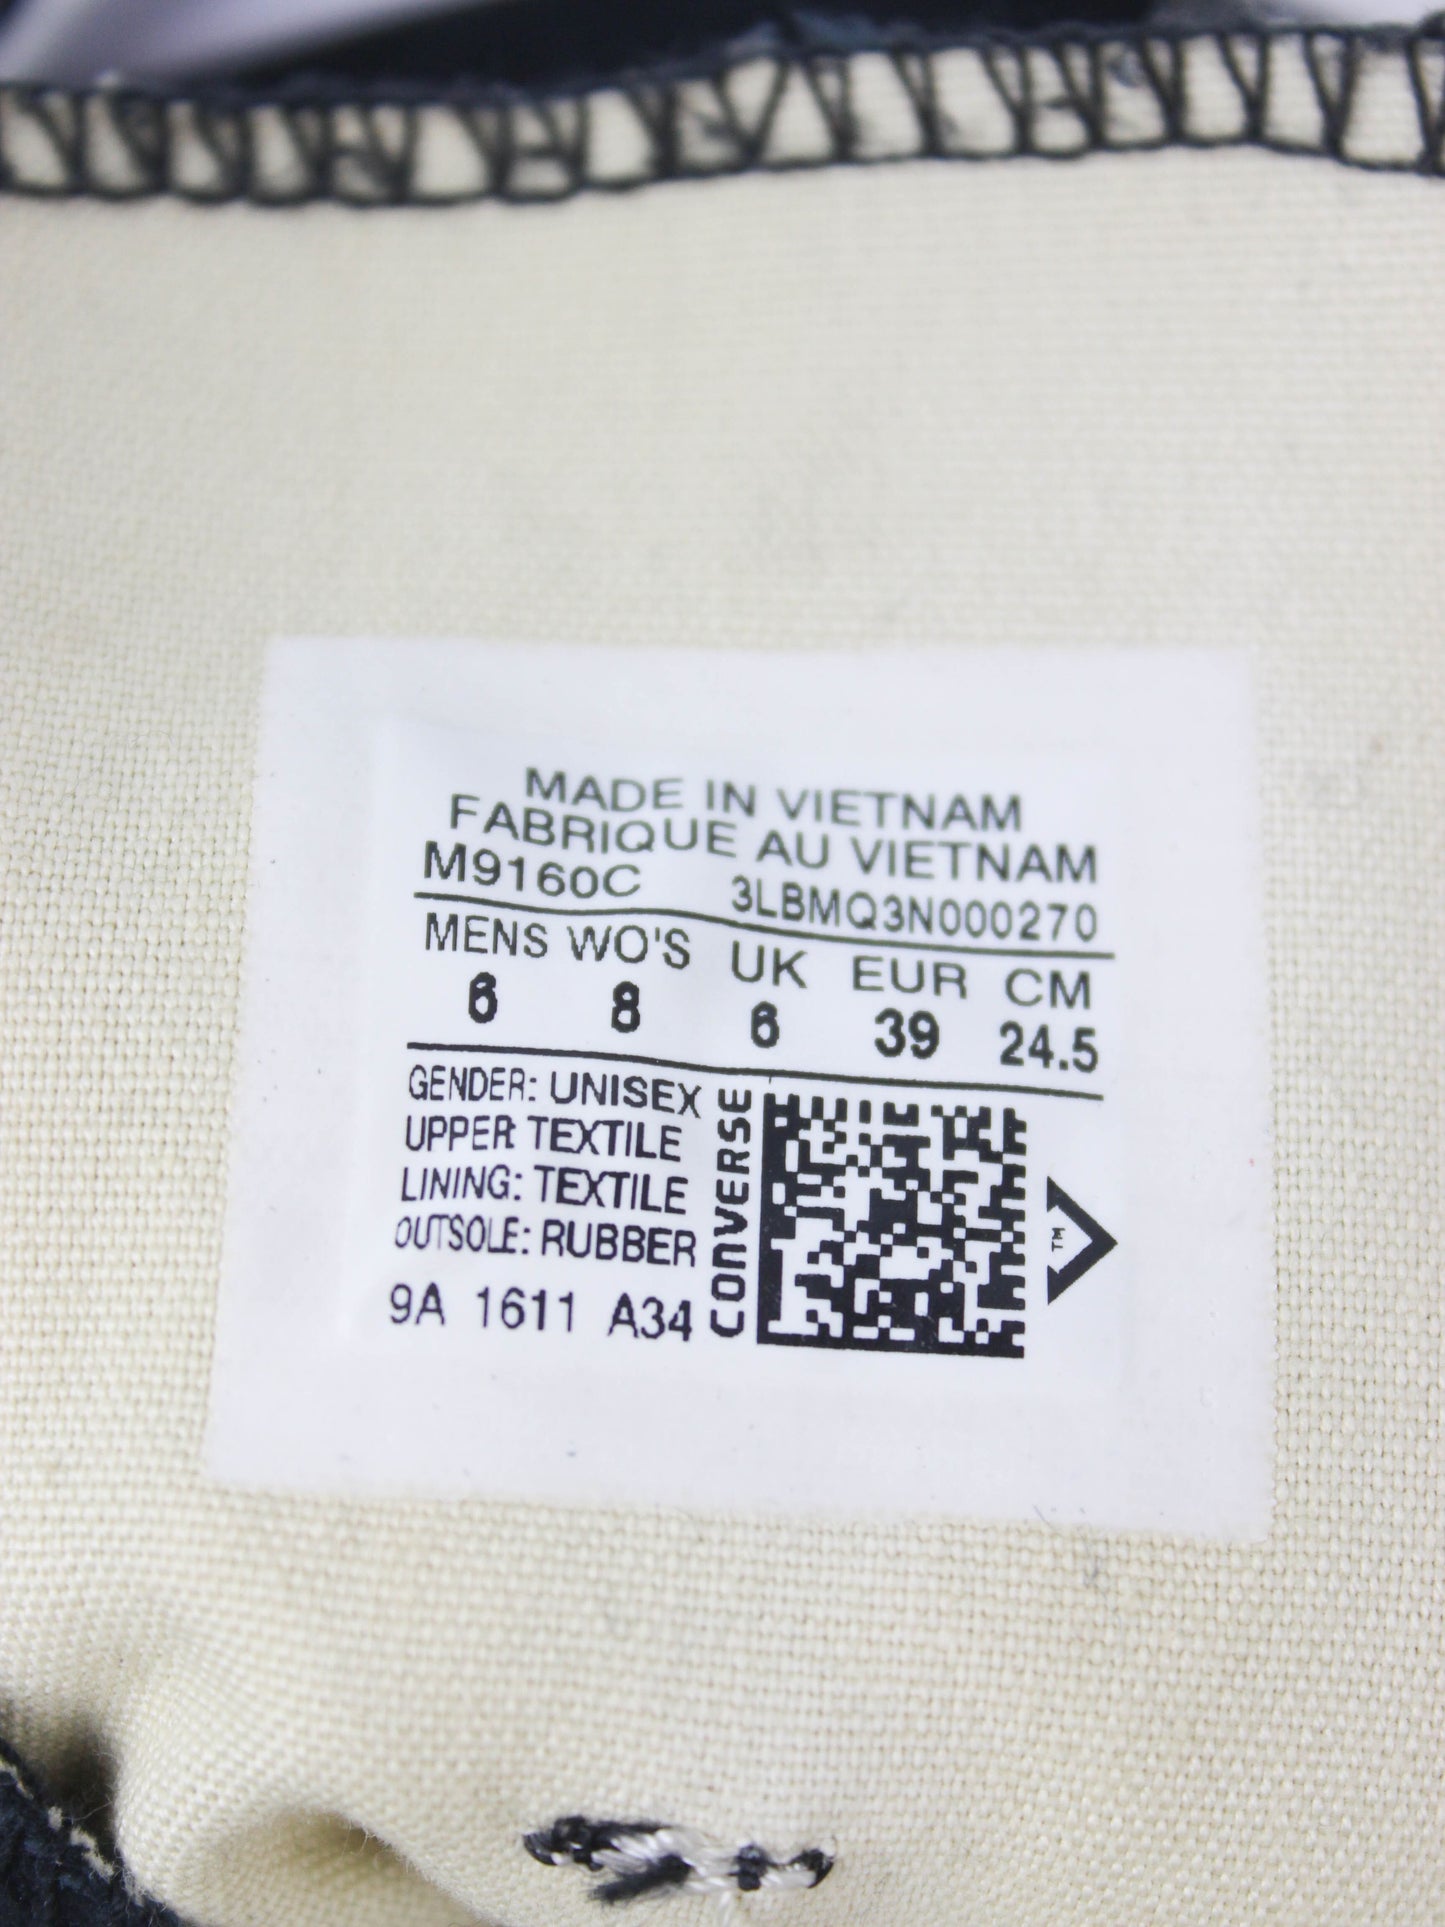 MADE IN VIETNAM
FABRIQUE AU VIETNAM
M9160C 3LBMQ3N000270
MENS WO'S UK EUR CM
6 8 6 39 24.5
GENDER: UNISEX
UPPER: TEXTILE
LINING: TEXTILE
OUTSOLE: RUBBER
9A 1611 A34
CONVERSE
TM